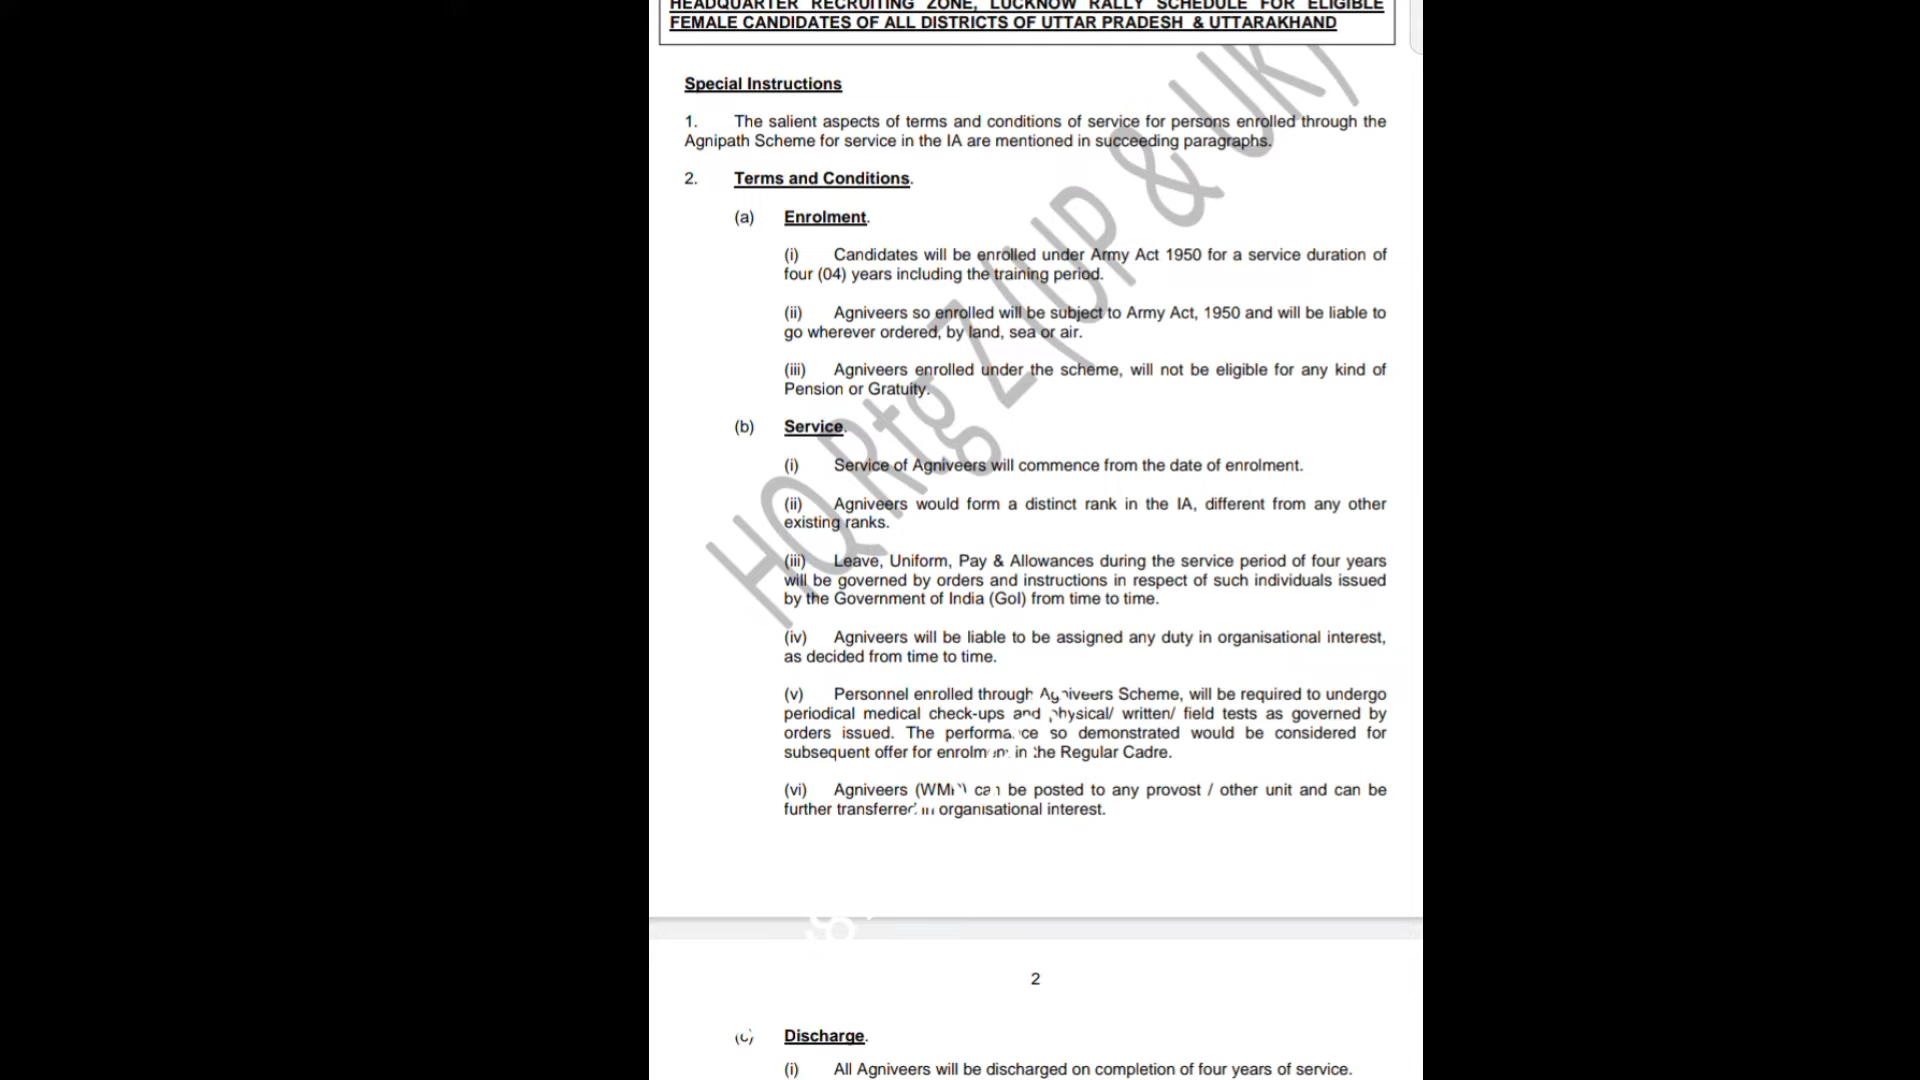 HEADQUARTER RECRUITING ZONE, LUCKNOW RALLY SCHEDULE FOR ELIGIBLE
FEMALE CANDIDATES OF ALL DISTRICTS OF UTTAR PRADESH & UTTARAKHAND
Special Instructions
1. The salient aspects of terms and conditions of service for persons enrolled through the
Agnipath Scheme for service in the IA are mentioned in succeeding paragraphs.
2. Terms and Conditions.
(a) Enrolment.
(i) Candidates will be enrolled under Army Act 1950 for a service duration of
four (04) years including the training period.
(ii) Agniveers so enrolled will be subject to Army Act, 1950 and will be liable to
go wherever ordered, by land, sea or air.
(iii) Agniveers enrolled under the scheme, will not be eligible for any kind of
Pension or Gratuity.
(b) Service.
(i) Service of Agniveers will commence from the date of enrolment.
(ii) Agniveers would form a distinct rank in the IA, different from any other
existing ranks.
(iii) Leave, Uniform, Pay & Allowances during the service period of four years
will be governed by orders and instructions in respect of such individuals issued
by the Government of India (GoI) from time to time.
(iv) Agniveers will be liable to be assigned any duty in organisational interest,
as decided from time to time.
(v) Personnel enrolled through Agniveers Scheme, will be required to undergo
periodical medical check-ups and physical/ written/ field tests as governed by
orders issued. The performance so demonstrated would be considered for
subsequent offer for enrolment in the Regular Cadre.
(vi) Agniveers can be posted to any provost / other unit and can be
further transferred in organisational interest.
HQ Rtg Z (UP & UK)
2
(c) Discharge.
(i) All Agniveers will be discharged on completion of four years of service.